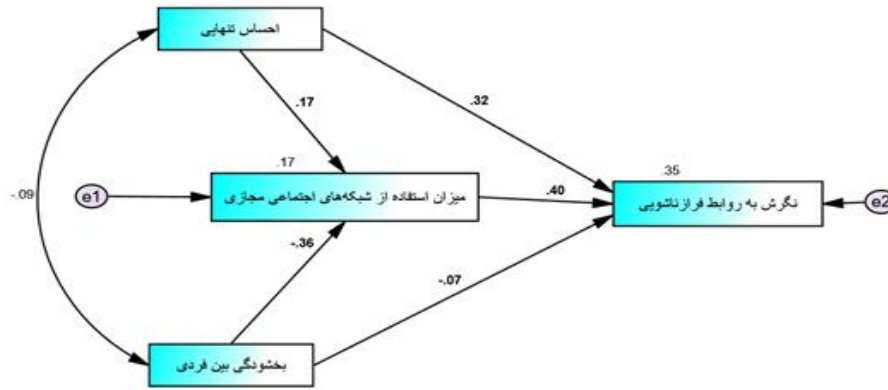 احساس تنهایی
.17
.32
-.09
e1
.17
میزان استفاده از شبکه‌های اجتماعی مجازی
.40
.35
نگرش به روابط فرازناشویی
e2
-.36
-.07
بخشودگی بین فردی